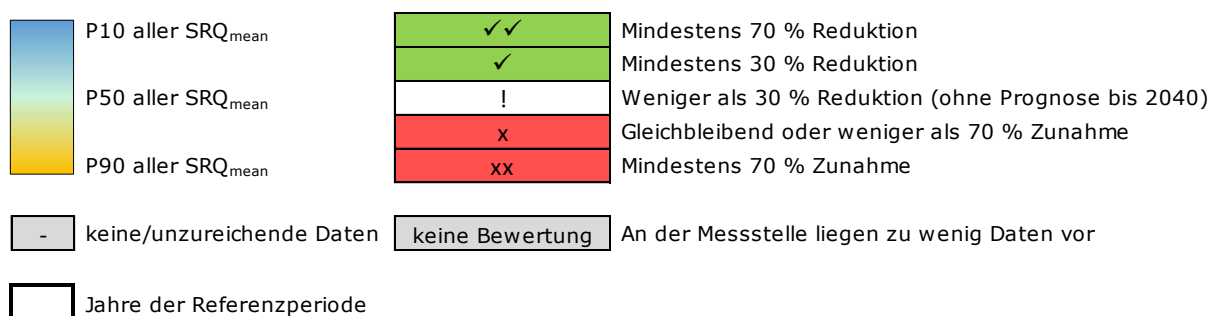 P10 aller SRQmean ✓✓ Mindestens 70 % Reduktion
✓ Mindestens 30 % Reduktion
P50 aller SRQmean ! Weniger als 30 % Reduktion (ohne Prognose bis 2040)
x Gleichbleibend oder weniger als 70 % Zunahme
P90 aller SRQmean xx Mindestens 70 % Zunahme
- keine/unzureichende Daten keine Bewertung An der Messstelle liegen zu wenig Daten vor
Jahre der Referenzperiode